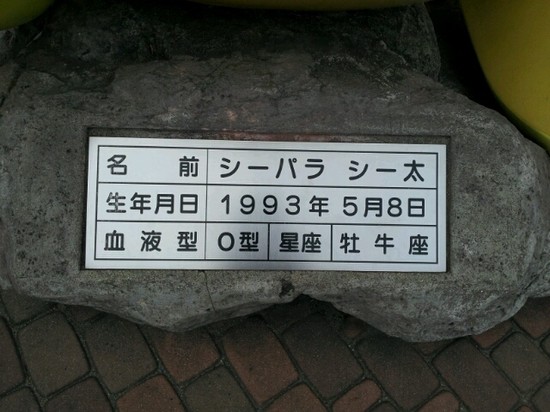 名前 シーパラ シー太
生年月日 1993年5月8日
血液型 O型 星座 牡牛座